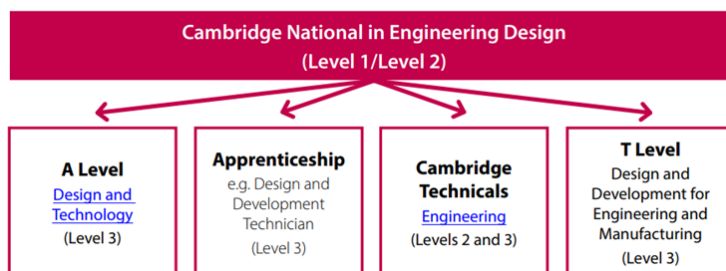 Cambridge National in Engineering Design
(Level 1/Level 2)
A Level
Design and
Technology
(Level 3)
Apprenticeship
e.g. Design and
Development
Technician
(Level 3)
Cambridge
Technicals
Engineering
(Levels 2 and 3)
T Level
Design and
Development for
Engineering and
Manufacturing
(Level 3)